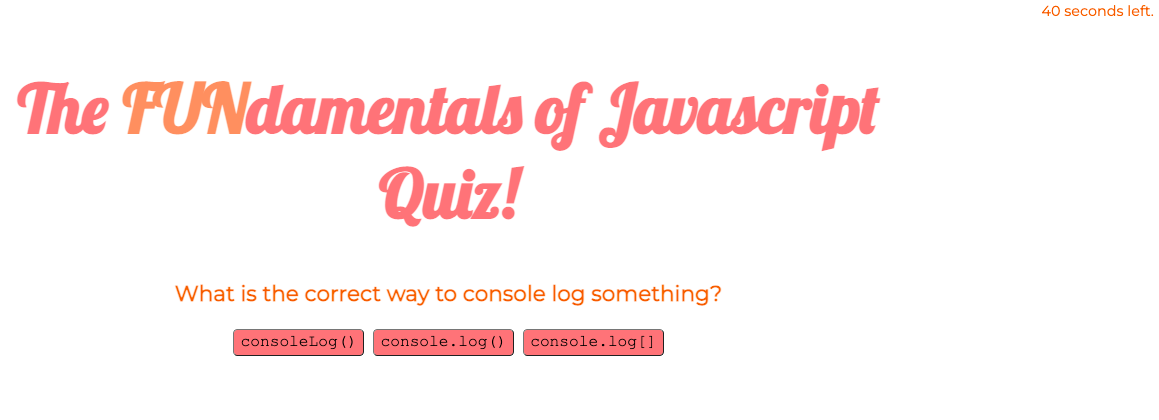 40 seconds left.
The FUNdamentals of Javascript
Quiz!
What is the correct way to console log something?
consoleLog() console.log() console.log[]